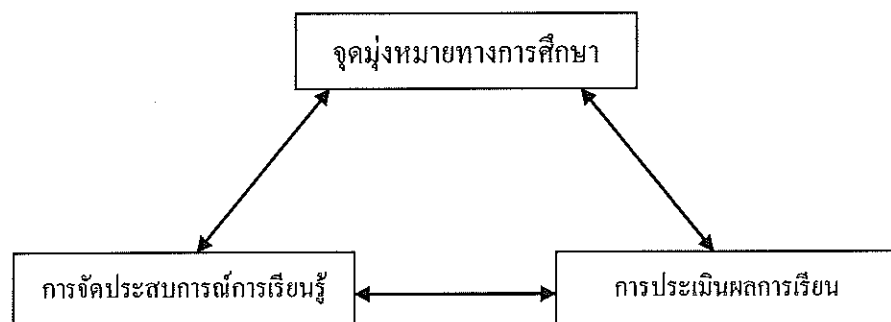 จุดมุ่งหมายทางการศึกษา
การจัดประสบการณ์การเรียนรู้
การประเมินผลการเรียน